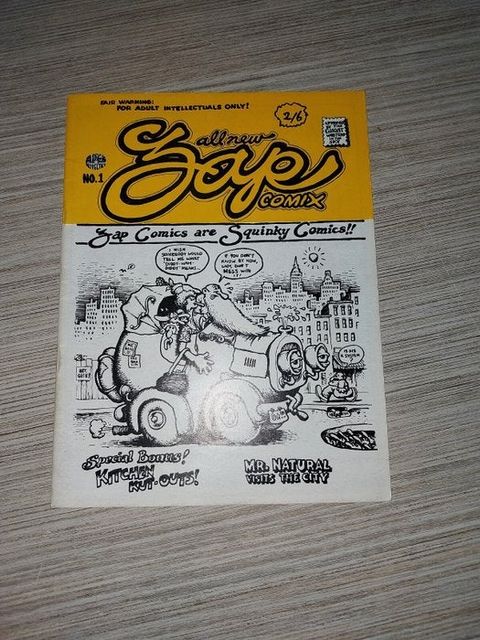 FAIR WARNING:
FOR ADULT INTELLECTUALS ONLY!
2/6
all new
Zap
COMIX
APEX
NO. 1
Zap Comics are Squinky Comics!!
I WISH
SOMEBODY WOULD
TELL ME WHAT
"DIDDY-WAH-
DIDDY" MEANS...
IF YOU DON'T
KNOW BY NOW,
LADY, DON'T
MESS WITH
IT!
Special Bonus!
KITCHEN
KUT-OUTS!
MR. NATURAL
VISITS THE CITY